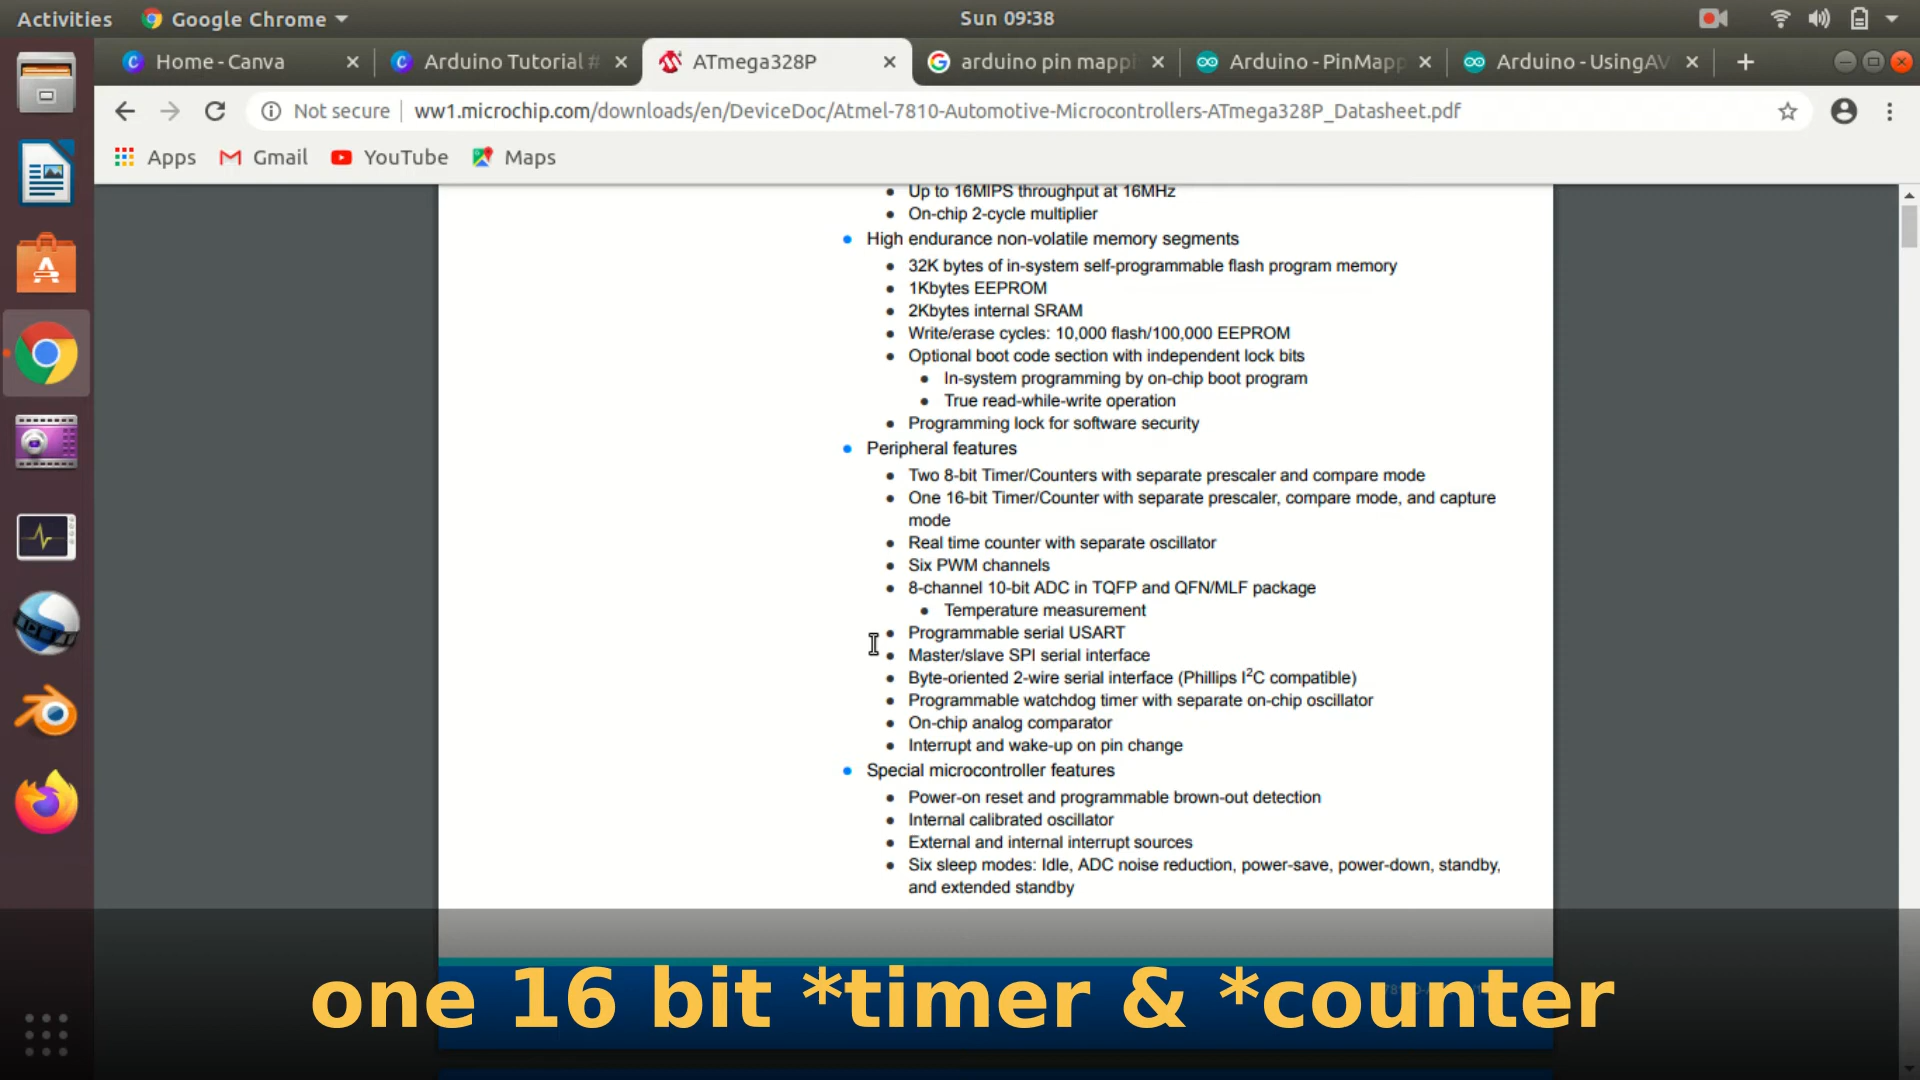 Activities
Google Chrome
Sun 09:38
Home - Canva
Arduino Tutorial #
ATmega328P
arduino pin mappi
Arduino - PinMapp
Arduino - UsingAV
Not secure
ww1.microchip.com/downloads/en/DeviceDoc/Atmel-7810-Automotive-Microcontrollers-ATmega328P_Datasheet.pdf
Apps
Gmail
YouTube
Maps
• Up to 16MIPS throughput at 16MHz
• On-chip 2-cycle multiplier
• High endurance non-volatile memory segments
• 32K bytes of in-system self-programmable flash program memory
• 1Kbytes EEPROM
• 2Kbytes internal SRAM
• Write/erase cycles: 10,000 flash/100,000 EEPROM
• Optional boot code section with independent lock bits
• In-system programming by on-chip boot program
• True read-while-write operation
• Programming lock for software security
• Peripheral features
• Two 8-bit Timer/Counters with separate prescaler and compare mode
• One 16-bit Timer/Counter with separate prescaler, compare mode, and capture
mode
• Real time counter with separate oscillator
• Six PWM channels
• 8-channel 10-bit ADC in TQFP and QFN/MLF package
• Temperature measurement
• Programmable serial USART
• Master/slave SPI serial interface
• Byte-oriented 2-wire serial interface (Phillips I²C compatible)
• Programmable watchdog timer with separate on-chip oscillator
• On-chip analog comparator
• Interrupt and wake-up on pin change
• Special microcontroller features
• Power-on reset and programmable brown-out detection
• Internal calibrated oscillator
• External and internal interrupt sources
• Six sleep modes: Idle, ADC noise reduction, power-save, power-down, standby,
and extended standby
one 16 bit *timer & *counter